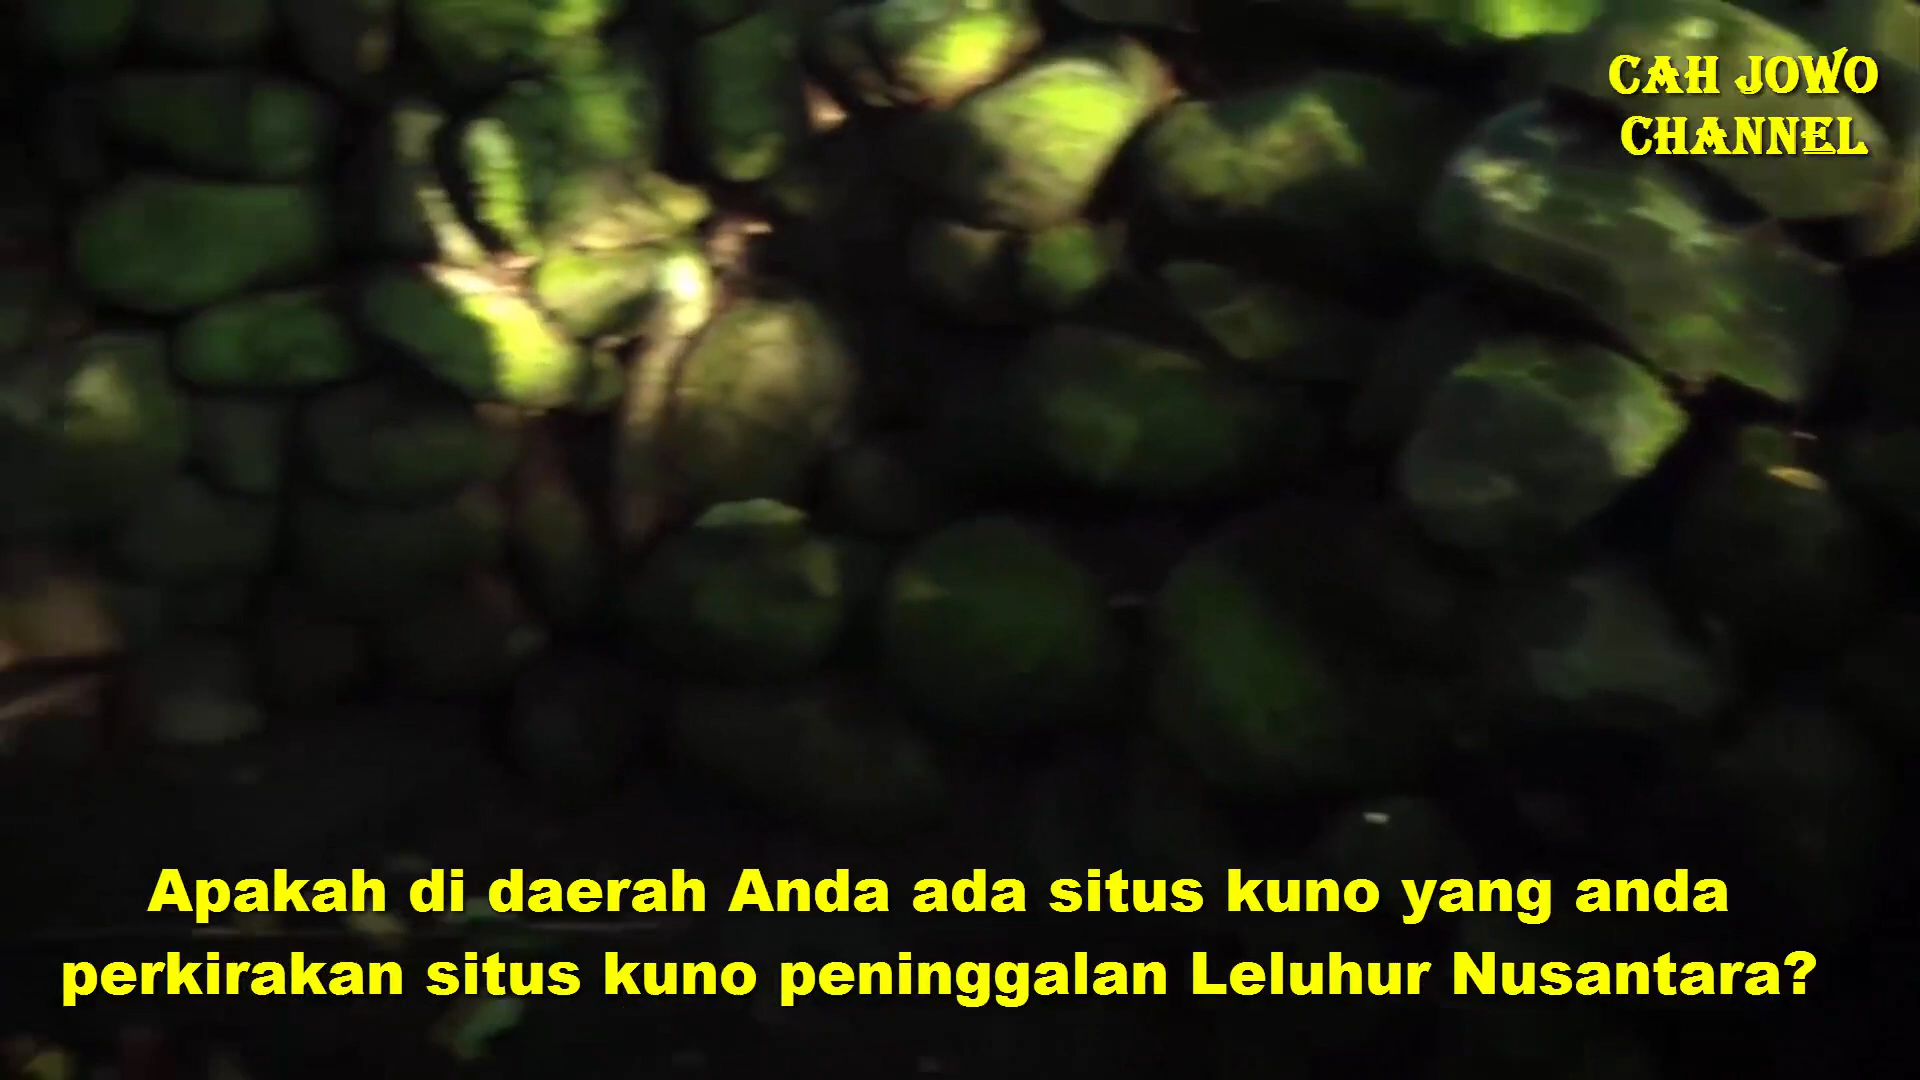 CAH JOWO
CHANNEL
Apakah di daerah Anda ada situs kuno yang anda
perkirakan situs kuno peninggalan Leluhur Nusantara?